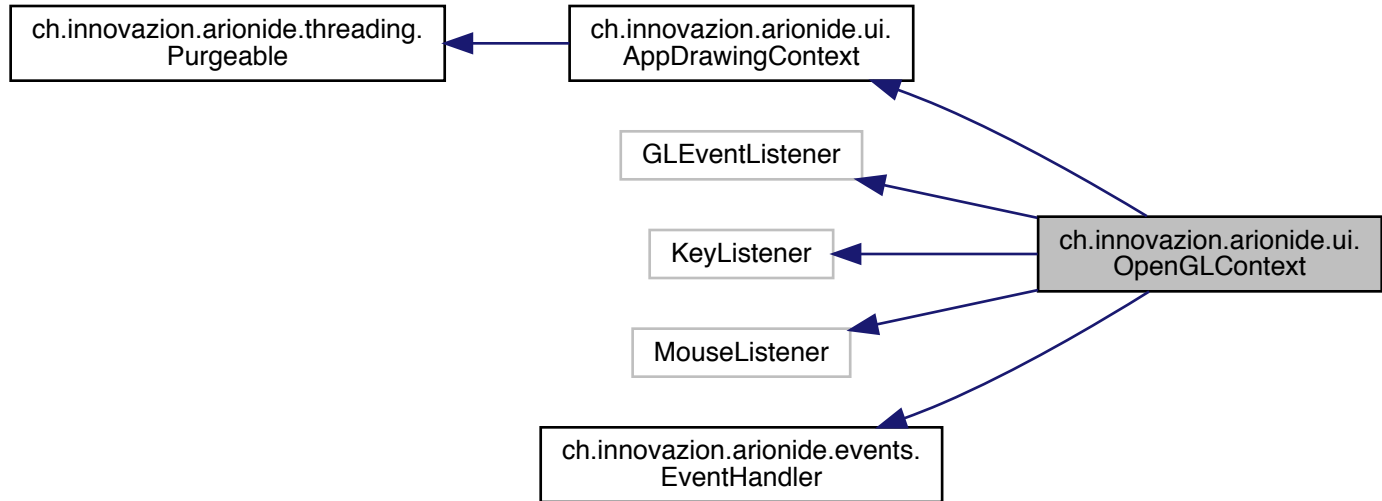 ch.innovazion.arionide.threading.
Purgeable
ch.innovazion.arionide.ui.
AppDrawingContext
GLEventListener
KeyListener
MouseListener
ch.innovazion.arionide.events.
EventHandler
ch.innovazion.arionide.ui.
OpenGLContext